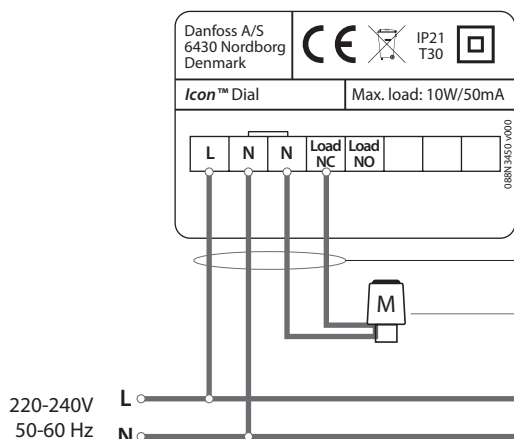 Danfoss A/S
6430 Nordborg
Denmark
CE
IP21
T30
Icon™ Dial
Max. load: 10W/50mA
L N N Load NC Load NO
088N3450 v000
M
220-240V L
50-60 Hz N